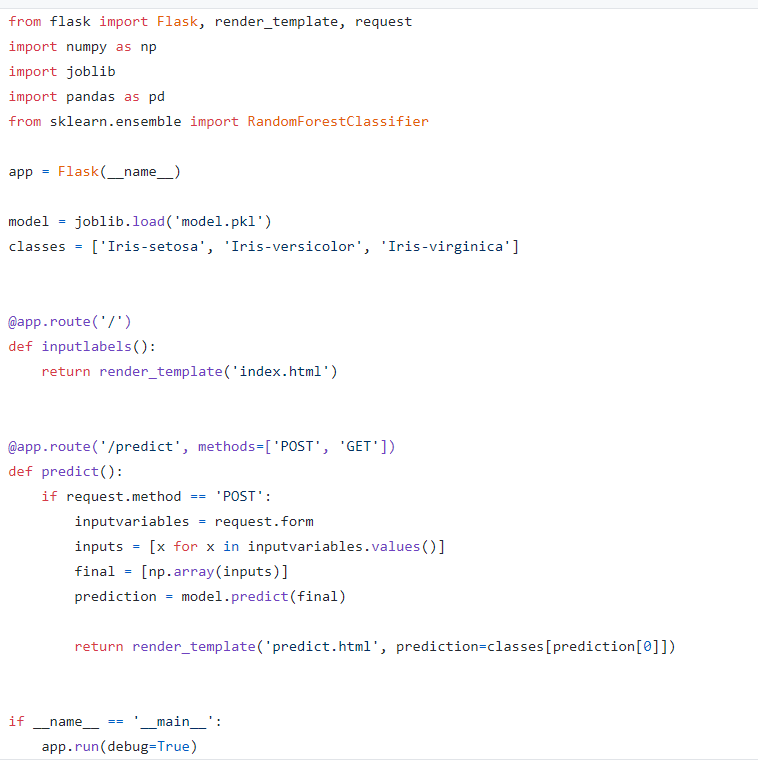 from flask import Flask, render_template, request
import numpy as np
import joblib
import pandas as pd
from sklearn.ensemble import RandomForestClassifier
app = Flask(__name__)
model = joblib.load('model.pkl')
classes = ['Iris-setosa', 'Iris-versicolor', 'Iris-virginica']
@app.route('/')
def inputlabels():
    return render_template('index.html')
@app.route('/predict', methods=['POST', 'GET'])
def predict():
    if request.method == 'POST':
        inputvariables = request.form
        inputs = [x for x in inputvariables.values()]
        final = [np.array(inputs)]
        prediction = model.predict(final)
        return render_template('predict.html', prediction=classes[prediction[0]])
if __name__ == '__main__':
    app.run(debug=True)